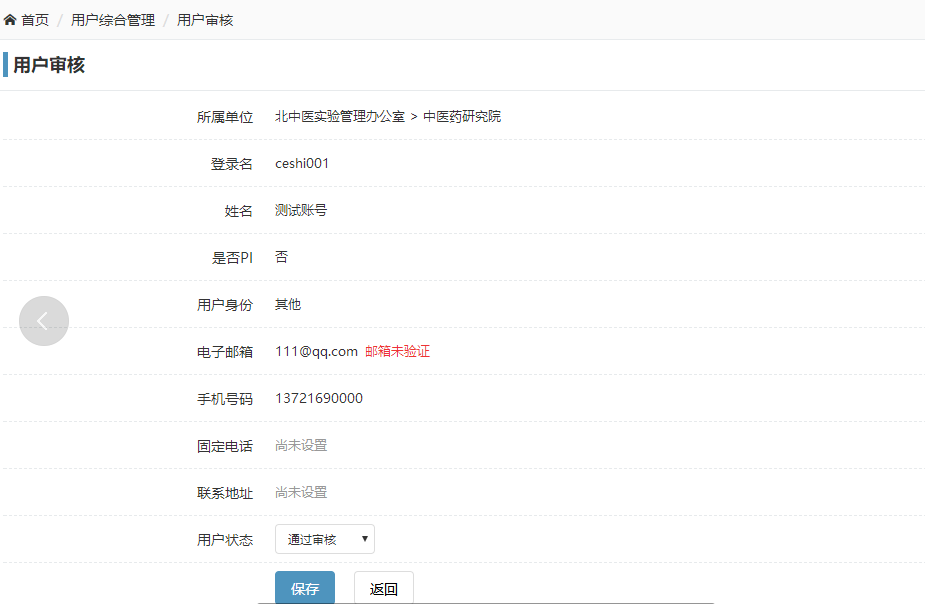 首页 / 用户综合管理 / 用户审核
用户审核
所属单位 北中医实验管理办公室 > 中医药研究院
登录名 ceshi001
姓名 测试账号
是否PI 否
用户身份 其他
电子邮箱 111@qq.com 邮箱未验证
手机号码 13721690000
固定电话 尚未设置
联系地址 尚未设置
用户状态 通过审核
保存 返回